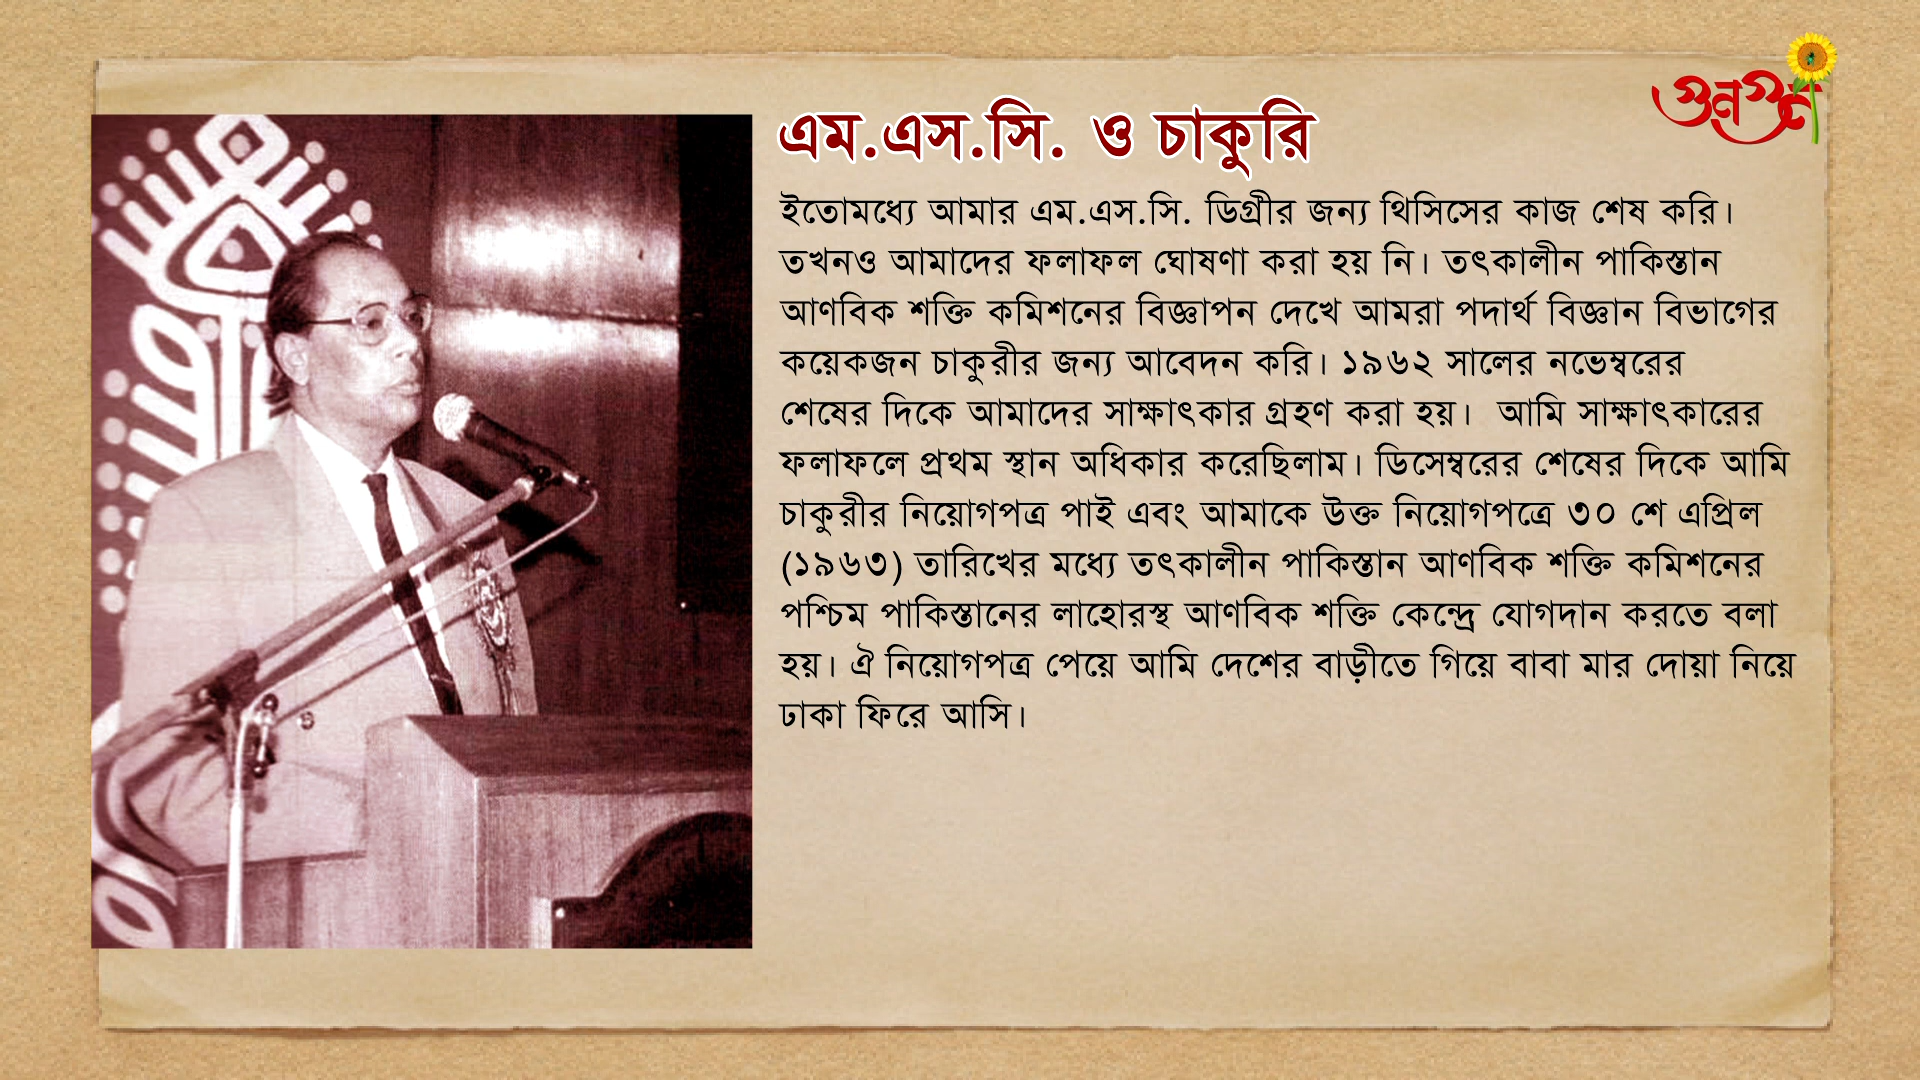 গুনগুন
এম.এস.সি. ও চাকুরি
ইতোমধ্যে আমার এম.এস.সি. ডিগ্রীর জন্য থিসিসের কাজ শেষ করি।
তখনও আমাদের ফলাফল ঘোষণা করা হয় নি। তৎকালীন পাকিস্তান
আণবিক শক্তি কমিশনের বিজ্ঞাপন দেখে আমরা পদার্থ বিজ্ঞান বিভাগের
কয়েকজন চাকুরীর জন্য আবেদন করি। ১৯৬২ সালের নভেম্বরের
শেষের দিকে আমাদের সাক্ষাৎকার গ্রহণ করা হয়। আমি সাক্ষাৎকারের
ফলাফলে প্রথম স্থান অধিকার করেছিলাম। ডিসেম্বরের শেষের দিকে আমি
চাকুরীর নিয়োগপত্র পাই এবং আমাকে উক্ত নিয়োগপত্রে ৩০ শে এপ্রিল
(১৯৬৩) তারিখের মধ্যে তৎকালীন পাকিস্তান আণবিক শক্তি কমিশনের
পশ্চিম পাকিস্তানের লাহোরস্থ আণবিক শক্তি কেন্দ্রে যোগদান করতে বলা
হয়। ঐ নিয়োগপত্র পেয়ে আমি দেশের বাড়ীতে গিয়ে বাবা মার দোয়া নিয়ে
ঢাকা ফিরে আসি।